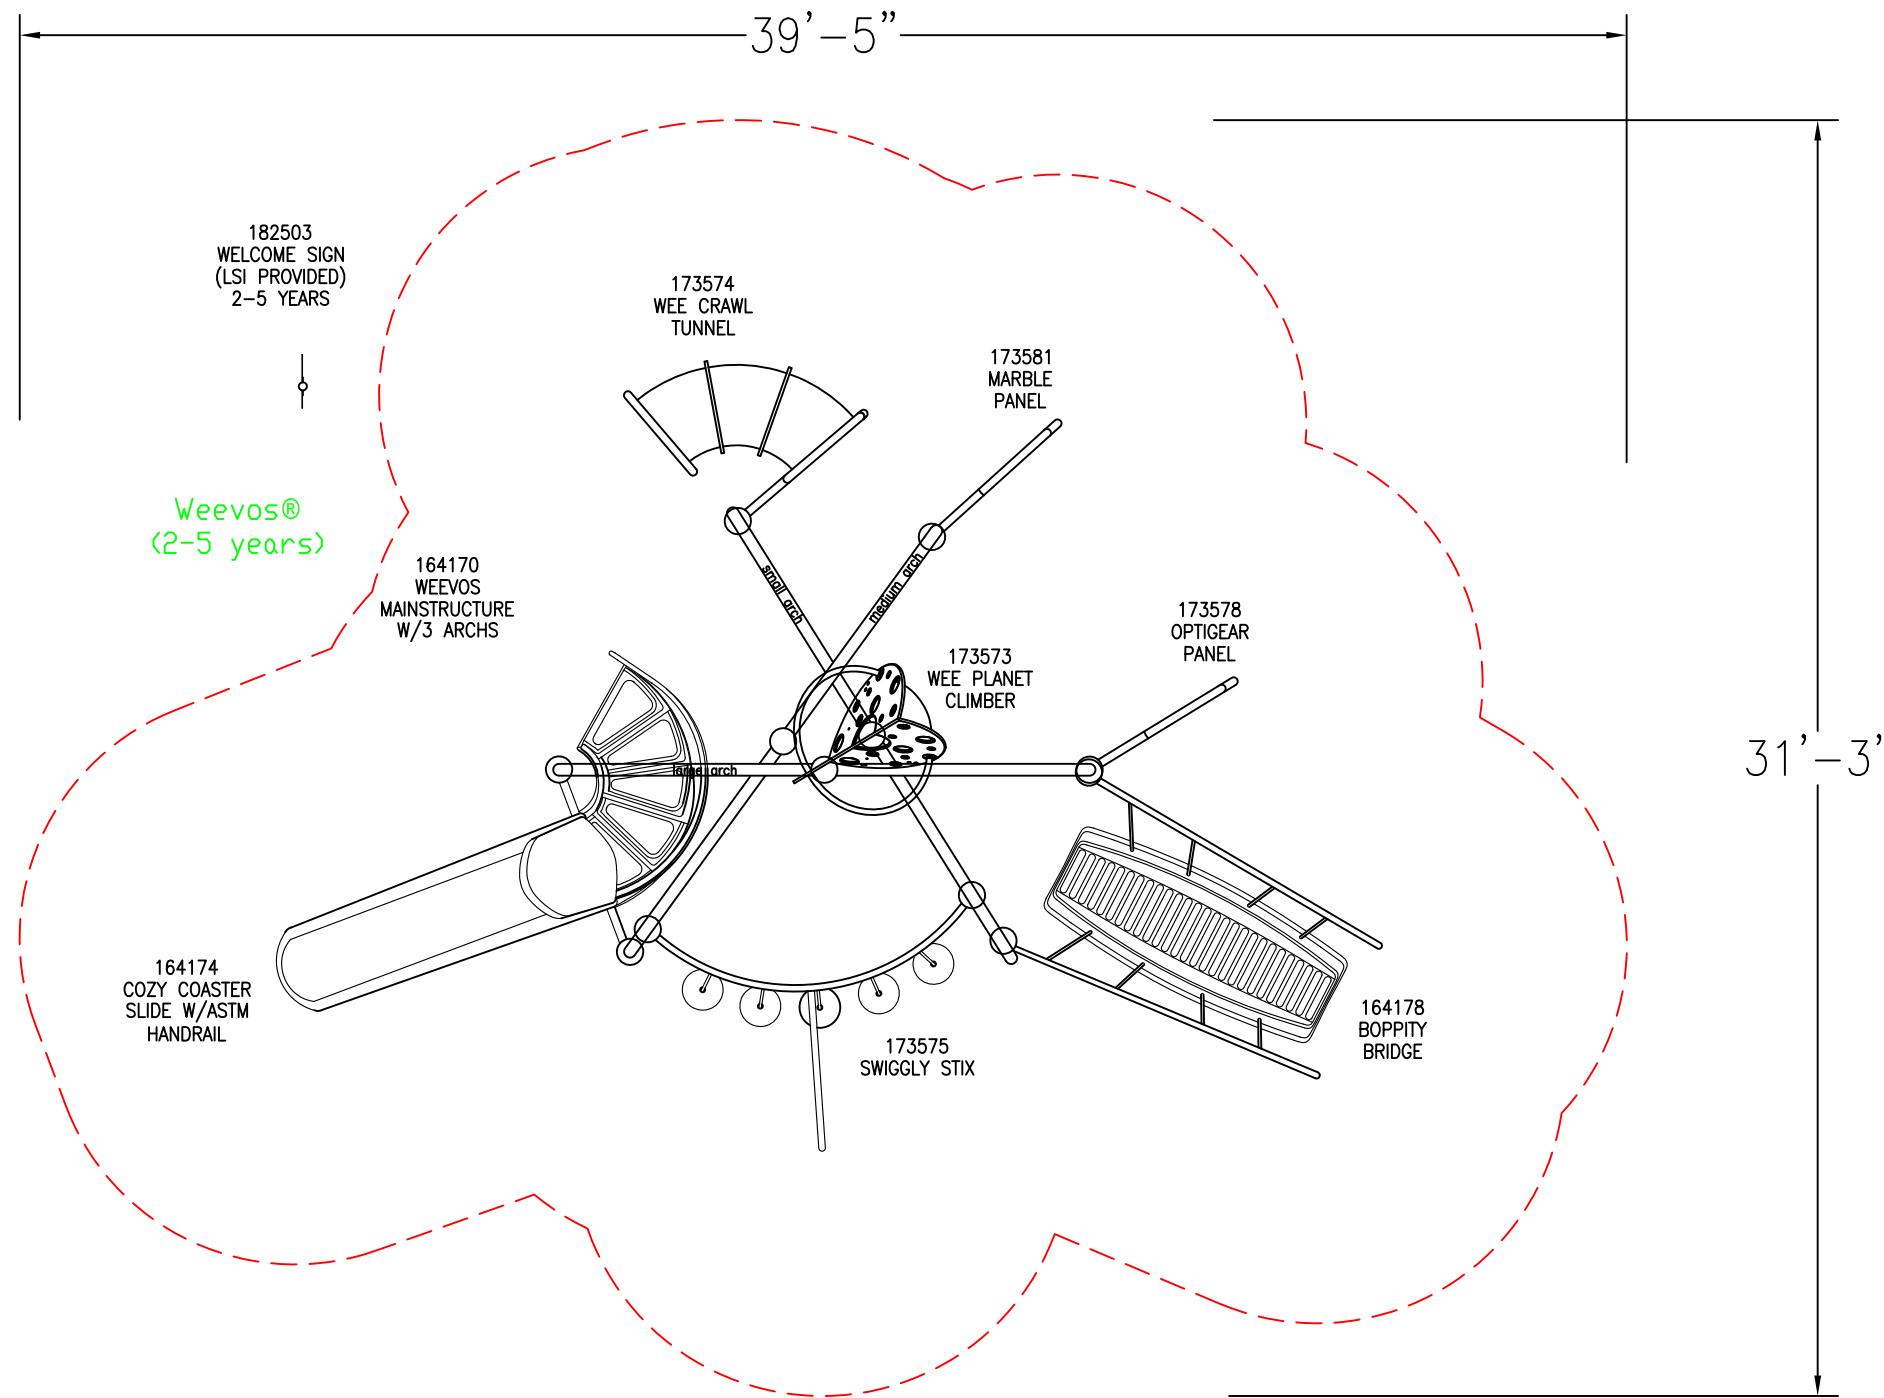 39'-5"
182503
WELCOME SIGN
(LSI PROVIDED)
2-5 YEARS
173574
WEE CRAWL
TUNNEL
173581
MARBLE
PANEL
Weevos®
(2-5 years)
164170
WEEVOS
MAINSTRUCTURE
W/3 ARCHS
small arch
medium arch
173578
OPTIGEAR
PANEL
173573
WEE PLANET
CLIMBER
31'-3'
large arch
164174
COZY COASTER
SLIDE W/ASTM
HANDRAIL
173575
SWIGGLY STIX
164178
BOPPITY
BRIDGE